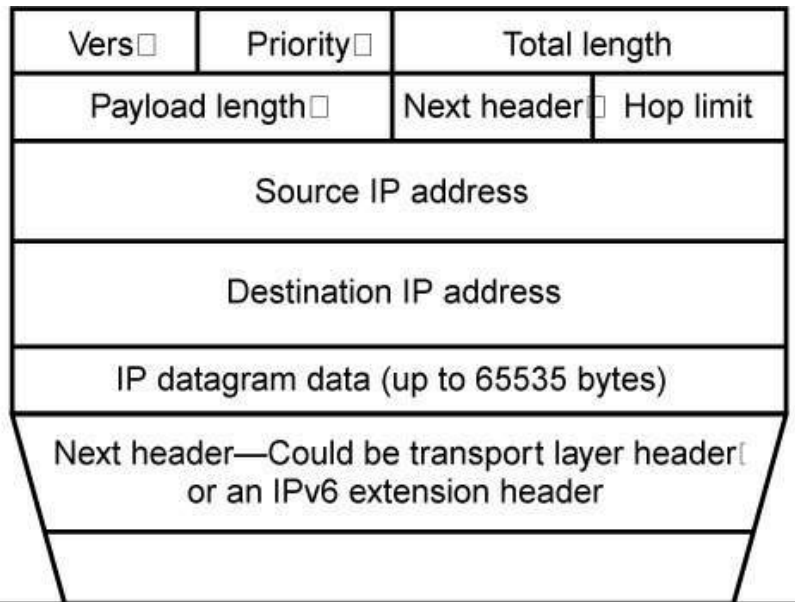 Vers Priority Total length
Payload length Next header Hop limit
Source IP address
Destination IP address
IP datagram data (up to 65535 bytes)
Next header—Could be transport layer header
or an IPv6 extension header